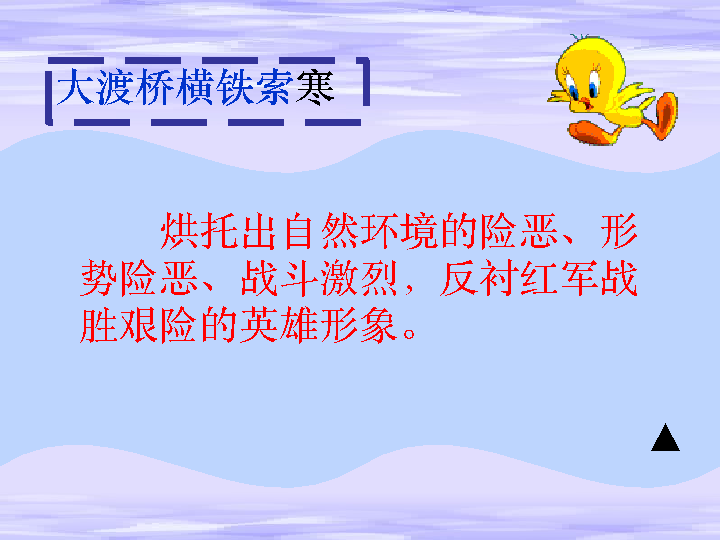 大渡桥横铁索寒
烘托出自然环境的险恶、形
势险恶、战斗激烈，反衬红军战
胜艰险的英雄形象。